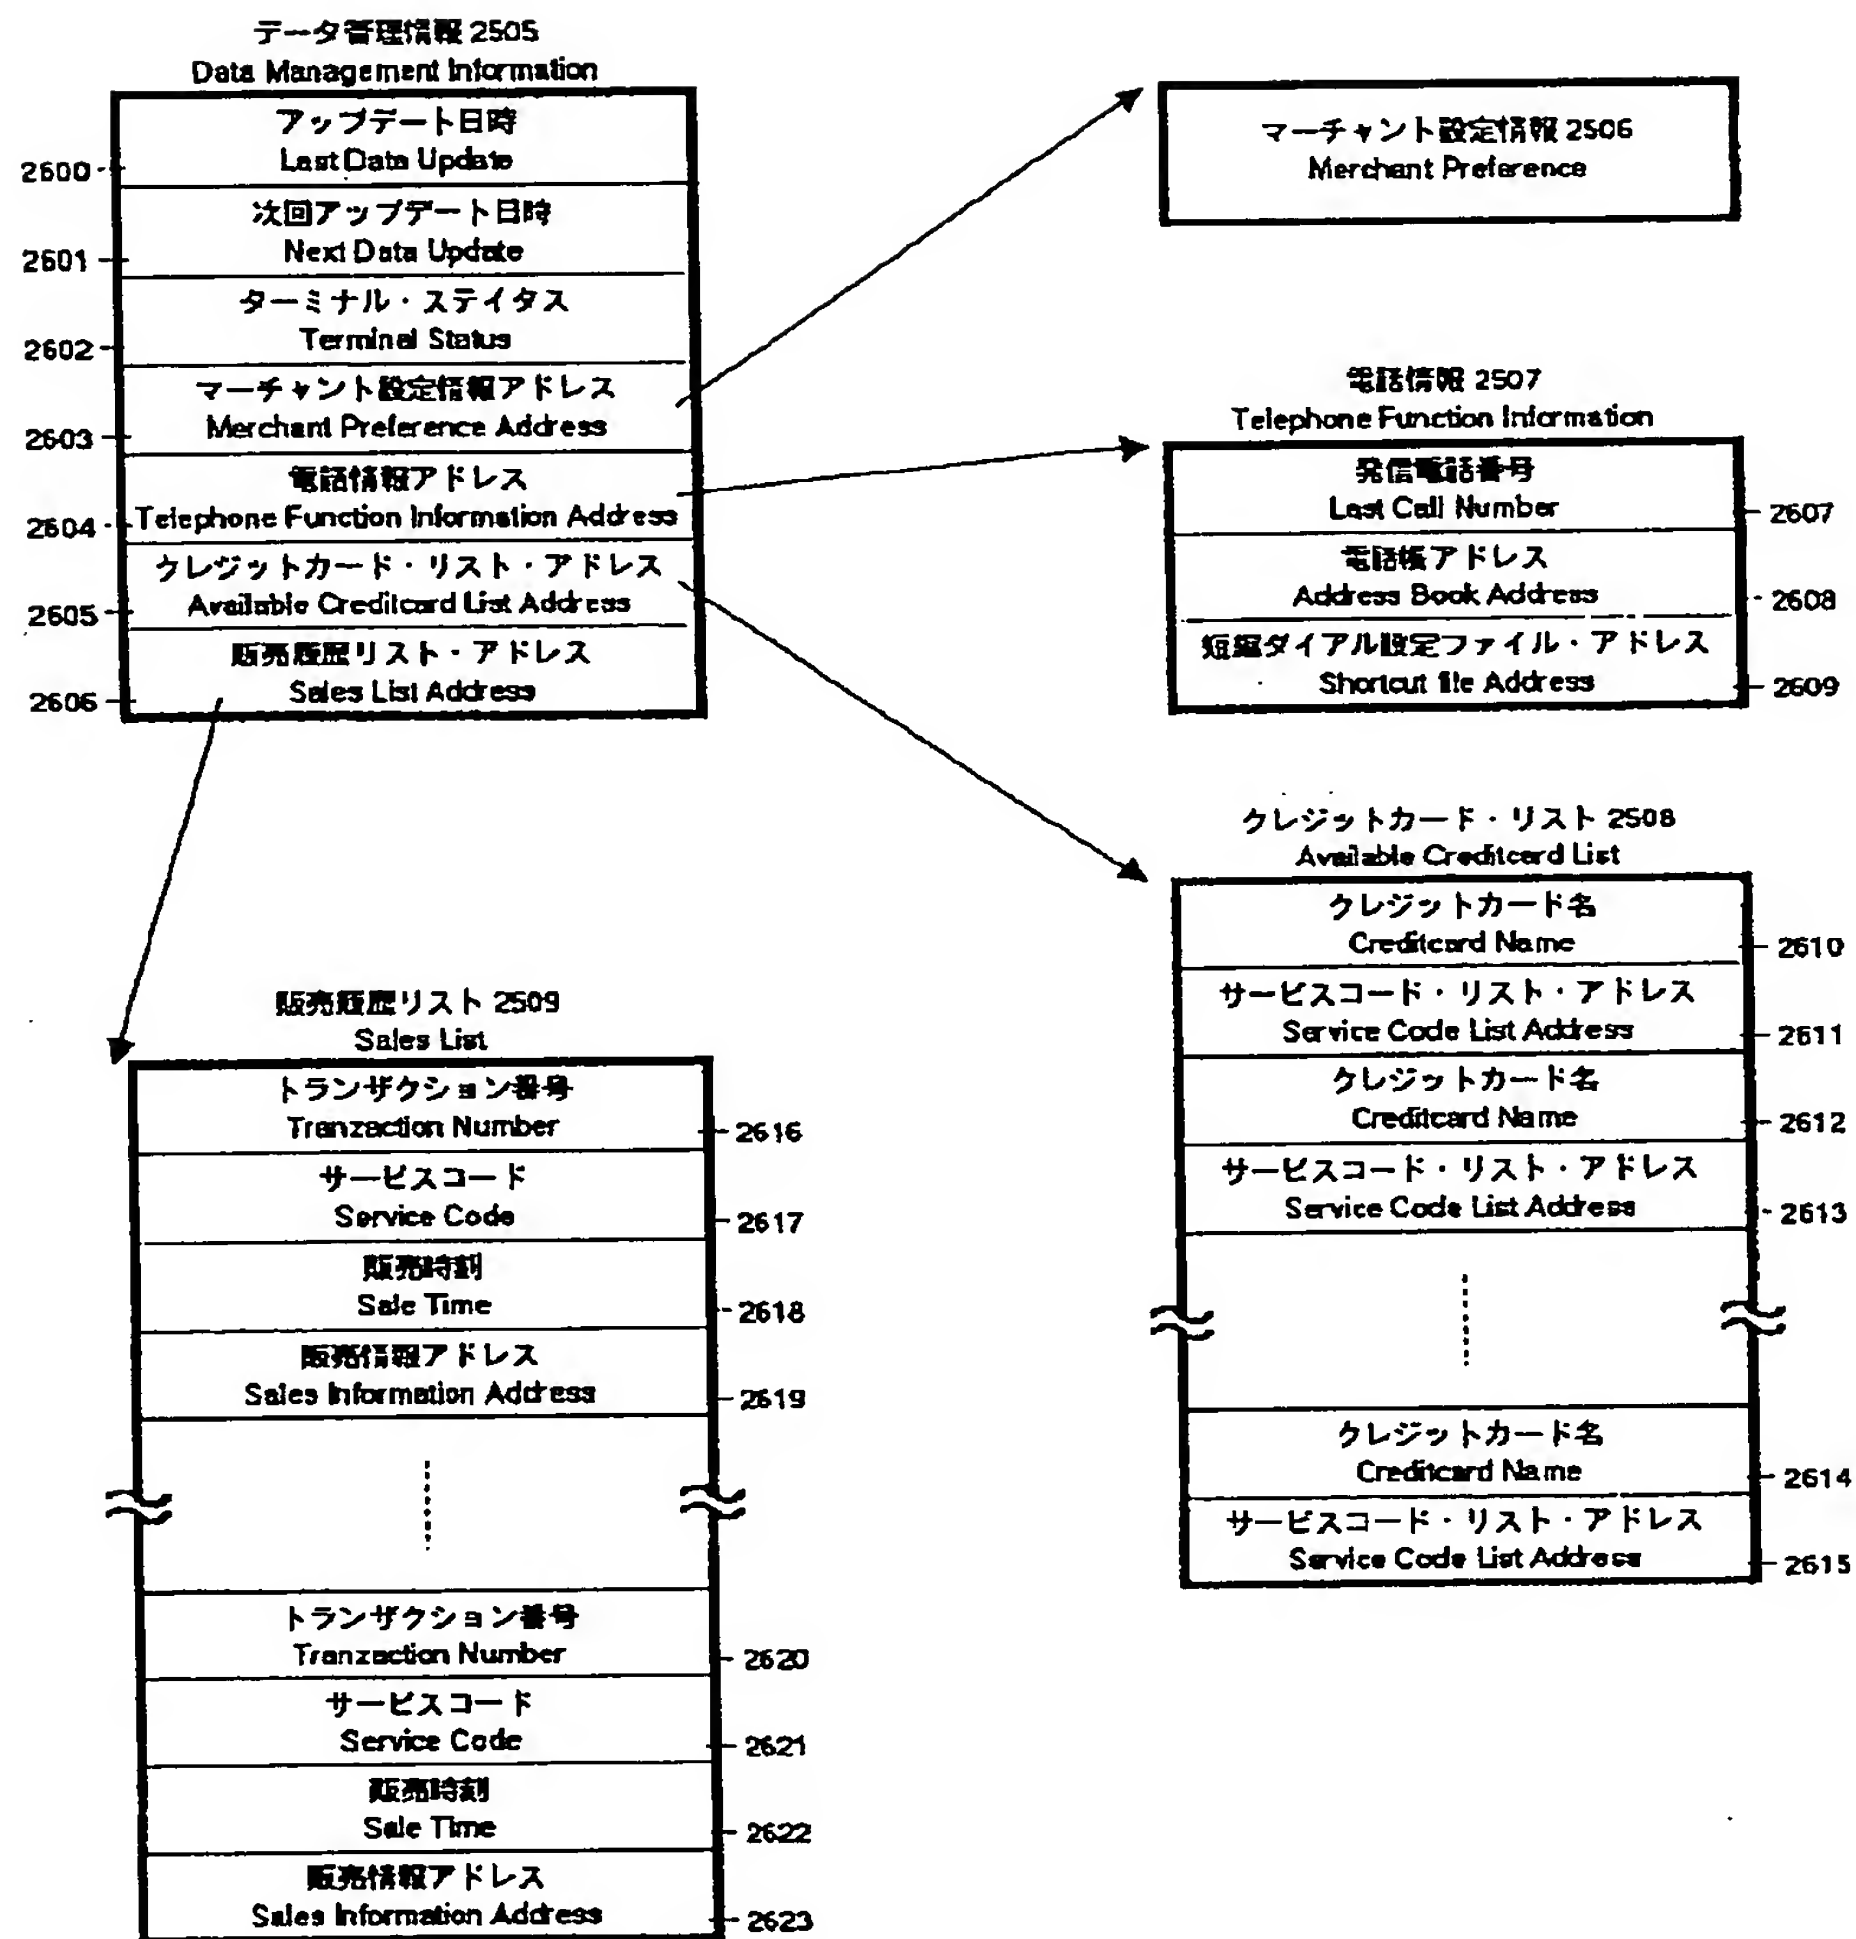 データ管理情報 2505
Data Management Information
アップデート日時
Last Data Update
2600
次回アップデート日時
Next Data Update
2601
ターミナル・ステイタス
Terminal Status
2602
マーチャント設定情報アドレス
Merchant Preference Address
2603
電話情報アドレス
Telephone Function Information Address
2604
クレジットカード・リスト・アドレス
Available Creditcard List Address
2605
販売履歴リスト・アドレス
Sales List Address
2606
マーチャント設定情報 2506
Merchant Preference
電話情報 2507
Telephone Function Information
発信電話番号
Last Call Number
2607
電話帳アドレス
Address Book Address
2608
短縮ダイアル設定ファイル・アドレス
Shortcut file Address
2609
クレジットカード・リスト 2508
Available Creditcard List
クレジットカード名
Creditcard Name
2610
サービスコード・リスト・アドレス
Service Code List Address
2611
クレジットカード名
Creditcard Name
2612
サービスコード・リスト・アドレス
Service Code List Address
2613
クレジットカード名
Creditcard Name
2614
サービスコード・リスト・アドレス
Service Code List Address
2615
販売履歴リスト 2509
Sales List
トランザクション番号
Tranzaction Number
2616
サービスコード
Service Code
2617
販売時刻
Sale Time
2618
販売情報アドレス
Sales Information Address
2619
トランザクション番号
Tranzaction Number
2620
サービスコード
Service Code
2621
販売時刻
Sale Time
2622
販売情報アドレス
Sales Information Address
2623